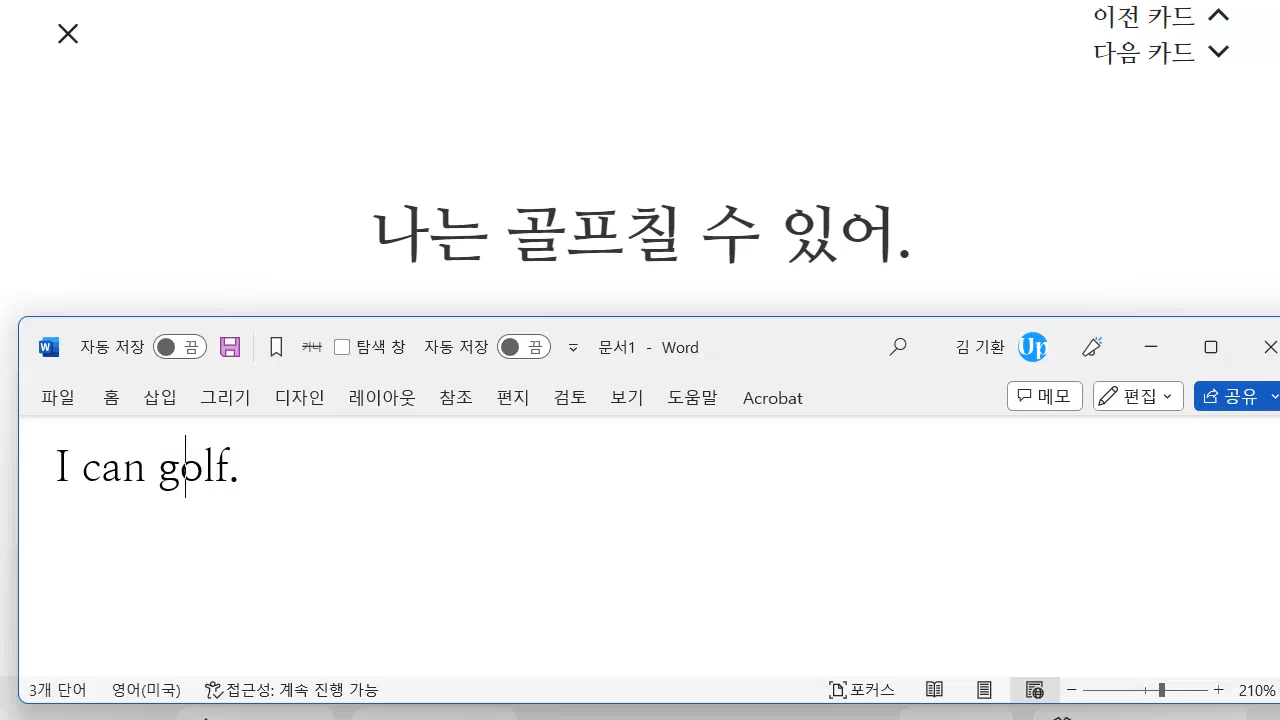 이전 카드
다음 카드
나는 골프칠 수 있어.
자동 저장 끔 가나 탐색 창 자동 저장 끔 문서1 - Word 김 기환 Up
파일 홈 삽입 그리기 디자인 레이아웃 참조 편지 검토 보기 도움말 Acrobat 메모 편집 공유
I can golf.
3개 단어 영어(미국) 접근성: 계속 진행 가능 포커스 210%